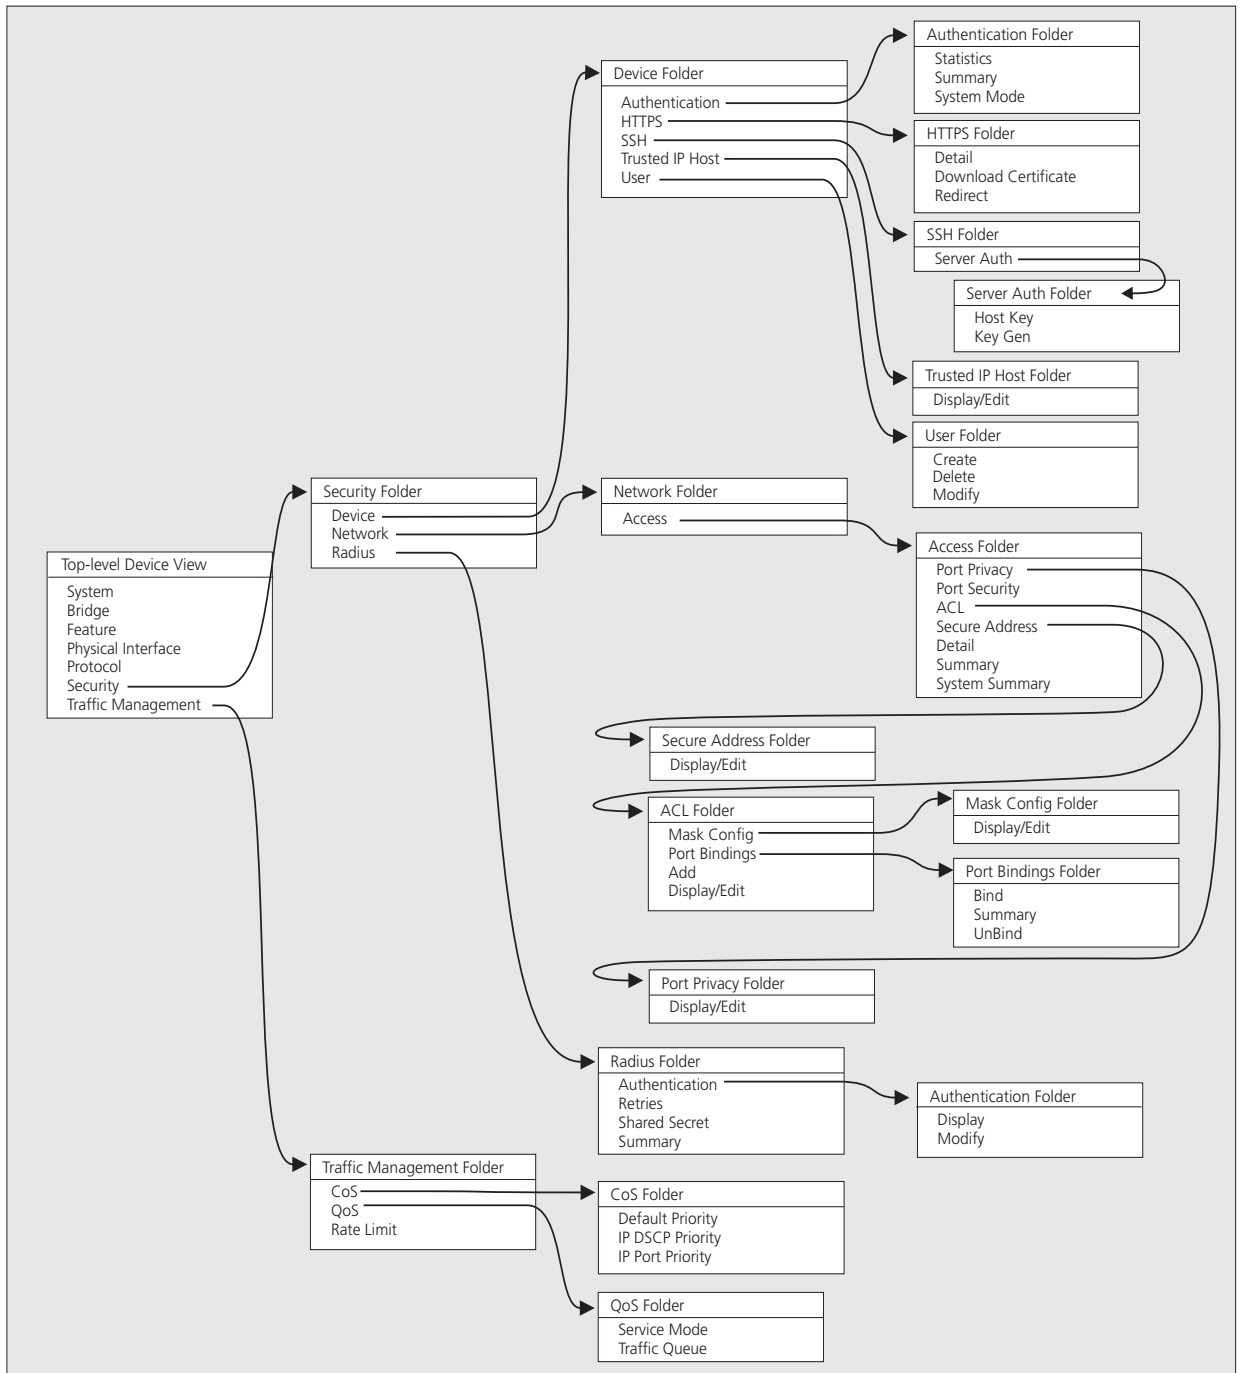 Authentication Folder
Statistics
Summary
System Mode
Device Folder
Authentication
HTTPS
SSH
Trusted IP Host
User
HTTPS Folder
Detail
Download Certificate
Redirect
SSH Folder
Server Auth
Server Auth Folder
Host Key
Key Gen
Trusted IP Host Folder
Display/Edit
User Folder
Create
Delete
Modify
Security Folder
Device
Network
Radius
Network Folder
Access
Access Folder
Port Privacy
Port Security
ACL
Secure Address
Detail
Summary
System Summary
Top-level Device View
System
Bridge
Feature
Physical Interface
Protocol
Security
Traffic Management
Secure Address Folder
Display/Edit
ACL Folder
Mask Config
Port Bindings
Add
Display/Edit
Mask Config Folder
Display/Edit
Port Bindings Folder
Bind
Summary
UnBind
Port Privacy Folder
Display/Edit
Radius Folder
Authentication
Retries
Shared Secret
Summary
Authentication Folder
Display
Modify
Traffic Management Folder
CoS
QoS
Rate Limit
CoS Folder
Default Priority
IP DSCP Priority
IP Port Priority
QoS Folder
Service Mode
Traffic Queue